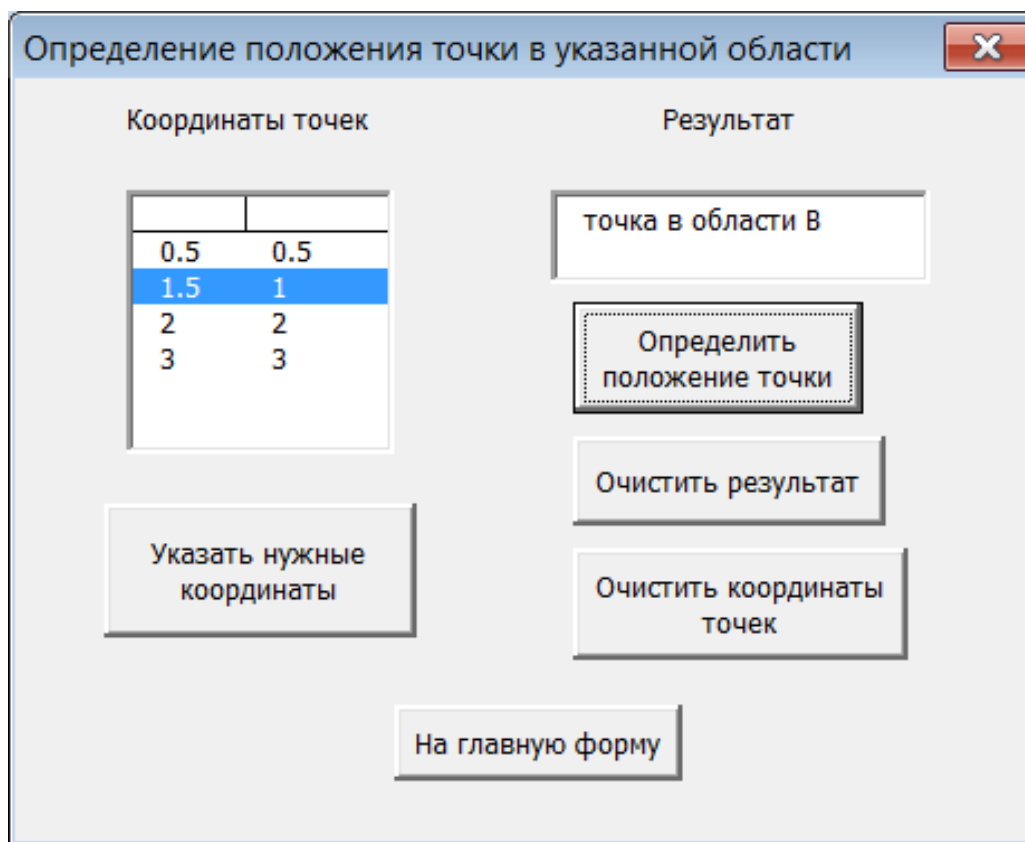 Определение положения точки в указанной области
Координаты точек
Результат
0.5 0.5
1.5 1
2 2
3 3
точка в области В
Определить
положение точки
Очистить результат
Указать нужные
координаты
Очистить координаты
точек
На главную форму